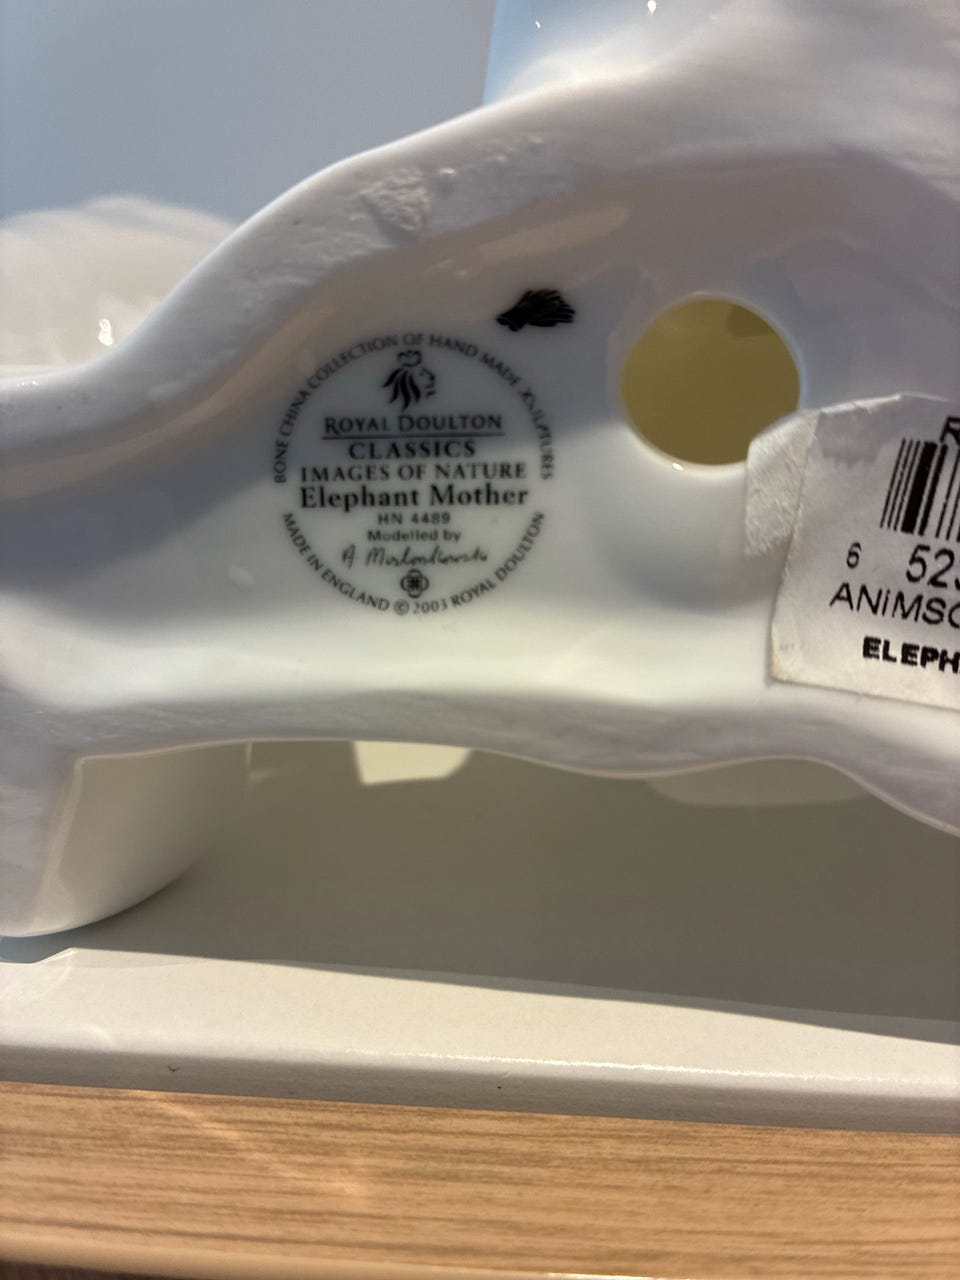 BONE CHINA COLLECTION OF HAND MADE SCULPTURES
ROYAL DOULTON
CLASSICS
IMAGES OF NATURE
Elephant Mother
HN 4489
Modelled by
MADE IN ENGLAND © 2003 ROYAL DOULTON
R
6 523
ANIMSC
ELEPH